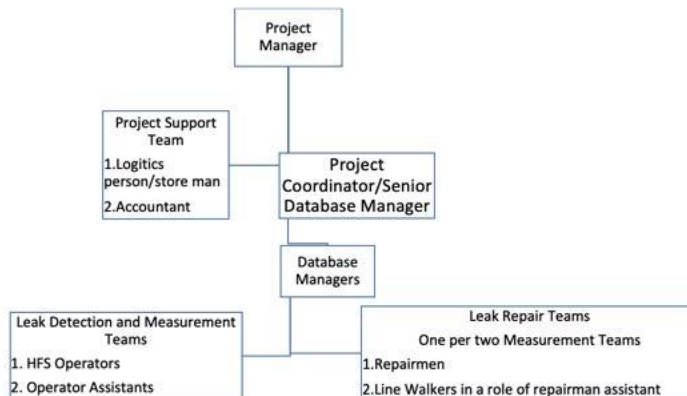 Project
Manager
Project Support
Team
1.Logitics
person/store man
2.Accountant
Project
Coordinator/Senior
Database Manager
Database
Managers
Leak Detection and Measurement
Teams
1. HFS Operators
2. Operator Assistants
Leak Repair Teams
One per two Measurement Teams
1.Repairmen
2.Line Walkers in a role of repairman assistant